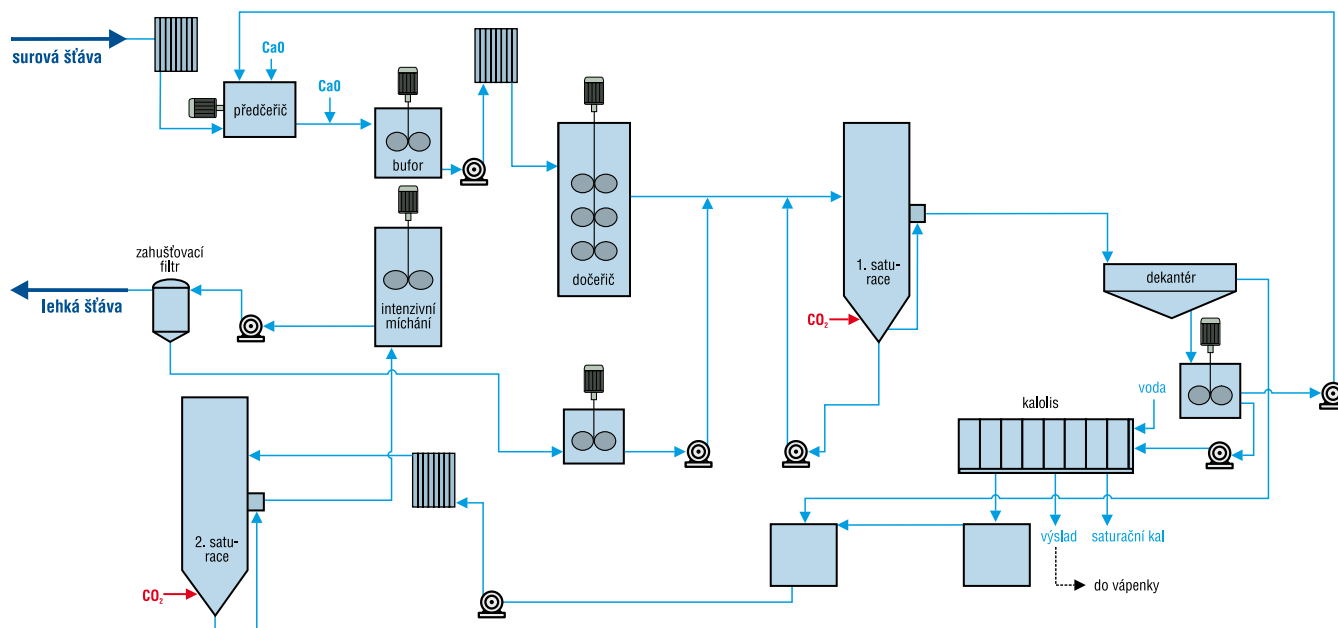 surová šťáva
CaO
předčeřič
CaO
bufor
dočeřič
1. satu-
race
CO₂
dekantér
zahušťovací
filtr
lehká šťáva
intenzivní
míchání
voda
kalolis
2. satu-
race
CO₂
výslad
saturační kal
do vápenky